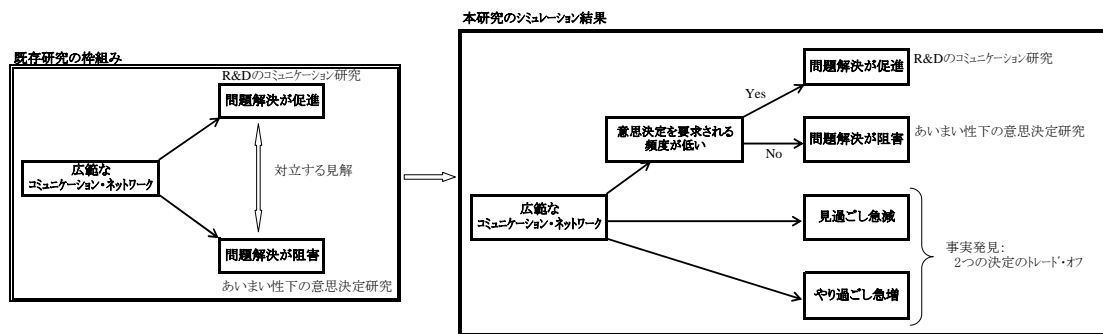 既存研究の枠組み
R&Dのコミュニケーション研究
問題解決が促進
広範な
コミュニケーション・ネットワーク
対立する見解
問題解決が阻害
あいまい性下の意思決定研究
本研究のシミュレーション結果
問題解決が促進
R&Dのコミュニケーション研究
Yes
意思決定を要求される
頻度が低い
No
問題解決が阻害
あいまい性下の意思決定研究
広範な
コミュニケーション・ネットワーク
見過ごし急減
やり過ごし急増
事実発見：
2つの決定のトレード・オフ